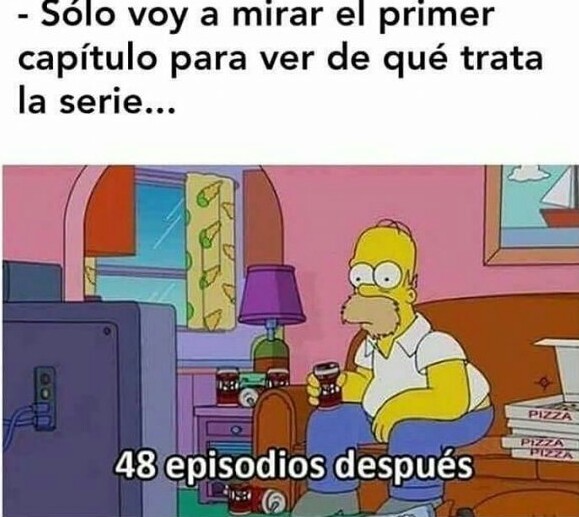 - Sólo voy a mirar el primer
capítulo para ver de qué trata
la serie...
PIZZA
PIZZA
PIZZA
48 episodios después